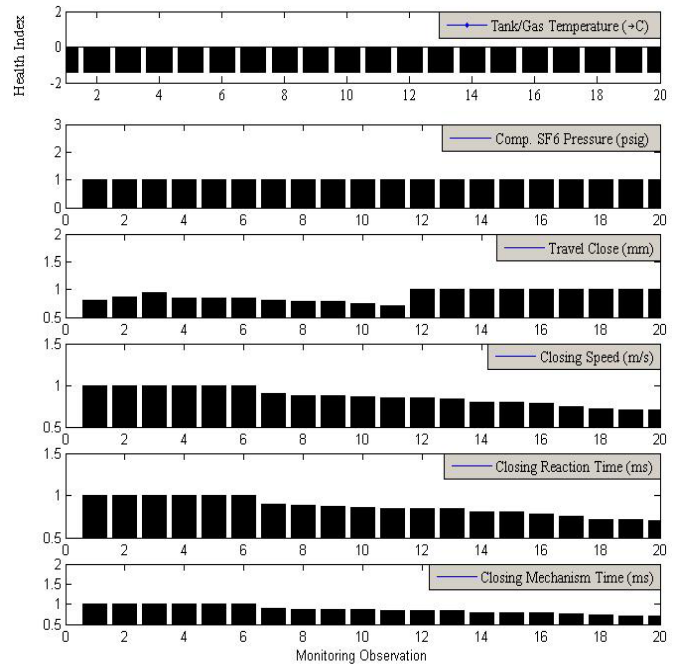 Health Index
2
0
-2
Tank/Gas Temperature (→C)
2 4 6 8 10 12 14 16 18 20
3
2
1
0
Comp. SF6 Pressure (psig)
0 2 4 6 8 10 12 14 16 18 20
2
1.5
1
0.5
Travel Close (mm)
0 2 4 6 8 10 12 14 16 18 20
1.5
1
0.5
Closing Speed (m/s)
0 2 4 6 8 10 12 14 16 18 20
1.5
1
0.5
Closing Reaction Time (ms)
0 2 4 6 8 10 12 14 16 18 20
2
1.5
1
0.5
Closing Mechanism Time (ms)
0 2 4 6 8 10 12 14 16 18 20
Monitoring Observation